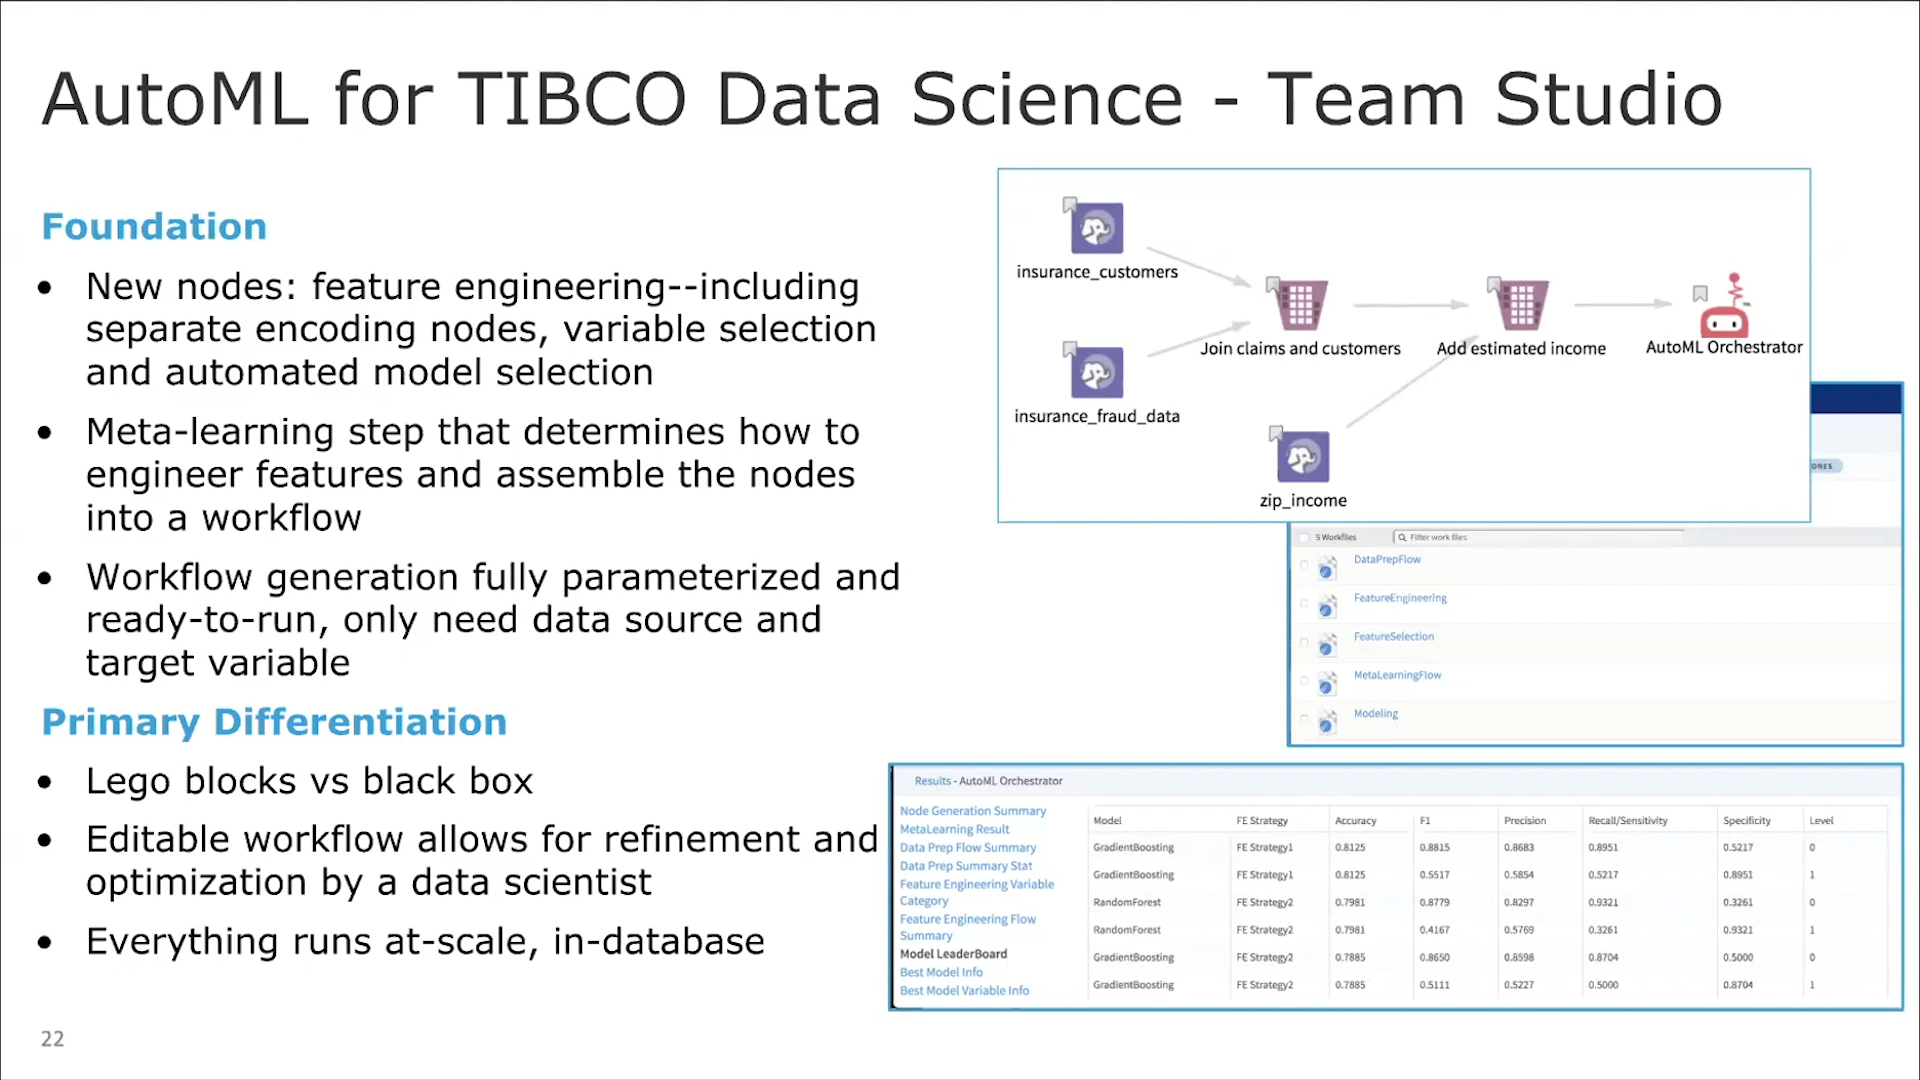 AutoML for TIBCO Data Science - Team Studio
Foundation
• New nodes: feature engineering--including
separate encoding nodes, variable selection
and automated model selection
• Meta-learning step that determines how to
engineer features and assemble the nodes
into a workflow
• Workflow generation fully parameterized and
ready-to-run, only need data source and
target variable
Primary Differentiation
• Lego blocks vs black box
• Editable workflow allows for refinement and
optimization by a data scientist
• Everything runs at-scale, in-database
22
insurance_customers
insurance_fraud_data
Join claims and customers
Add estimated income
AutoML Orchestrator
zip_income
ONES
5 Workfiles
Filter work files
DataPrepFlow
FeatureEngineering
FeatureSelection
MetaLearningFlow
Modeling
Results - AutoML Orchestrator
Node Generation Summary
MetaLearning Result
Data Prep Flow Summary
Data Prep Summary Stat
Feature Engineering Variable
Category
Feature Engineering Flow
Summary
Model LeaderBoard
Best Model Info
Best Model Variable Info
Model FE Strategy Accuracy F1 Precision Recall/Sensitivity Specificity Level
GradientBoosting FE Strategy1 0.8125 0.8815 0.8683 0.8951 0.5217 0
GradientBoosting FE Strategy1 0.8125 0.5517 0.5854 0.5217 0.8951 1
RandomForest FE Strategy2 0.7981 0.8779 0.8297 0.9321 0.3261 0
RandomForest FE Strategy2 0.7981 0.4167 0.5769 0.3261 0.9321 1
GradientBoosting FE Strategy2 0.7885 0.8650 0.8598 0.8704 0.5000 0
GradientBoosting FE Strategy2 0.7885 0.5111 0.5227 0.5000 0.8704 1